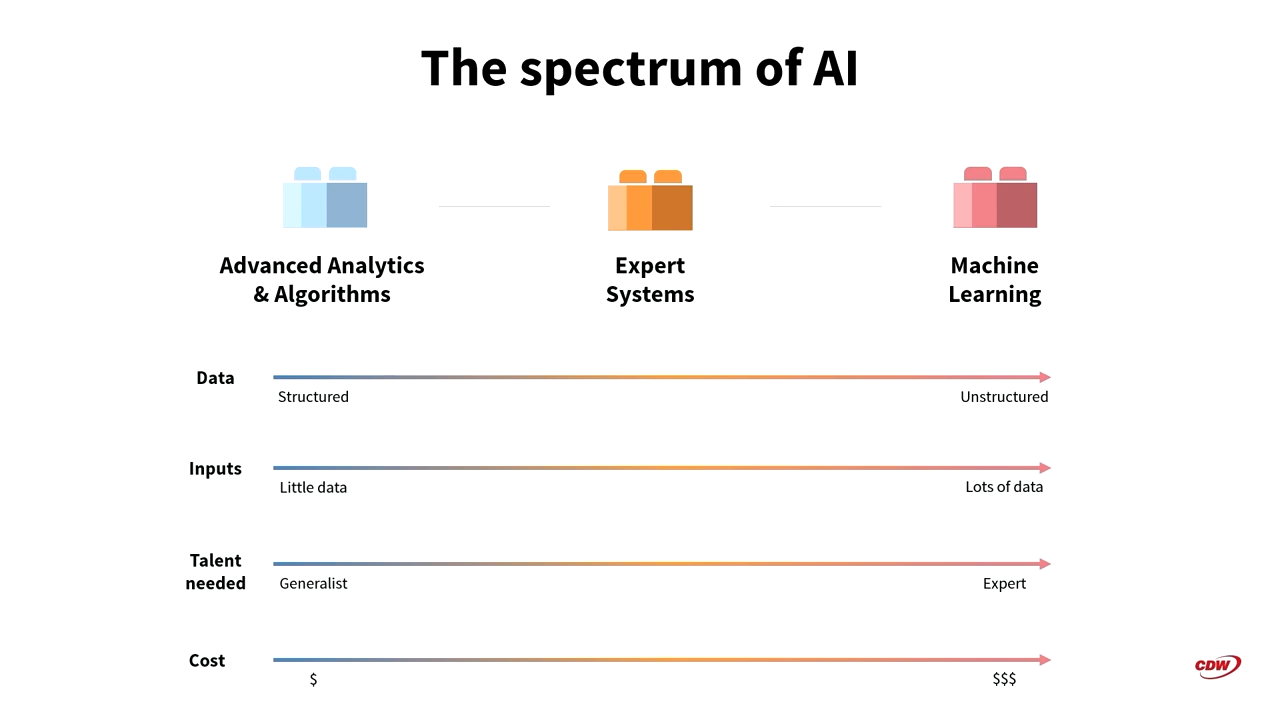 The spectrum of AI
Advanced Analytics
& Algorithms
Expert
Systems
Machine
Learning
Data
Structured
Unstructured
Inputs
Little data
Lots of data
Talent
needed
Generalist
Expert
Cost
$
$$$
CDW